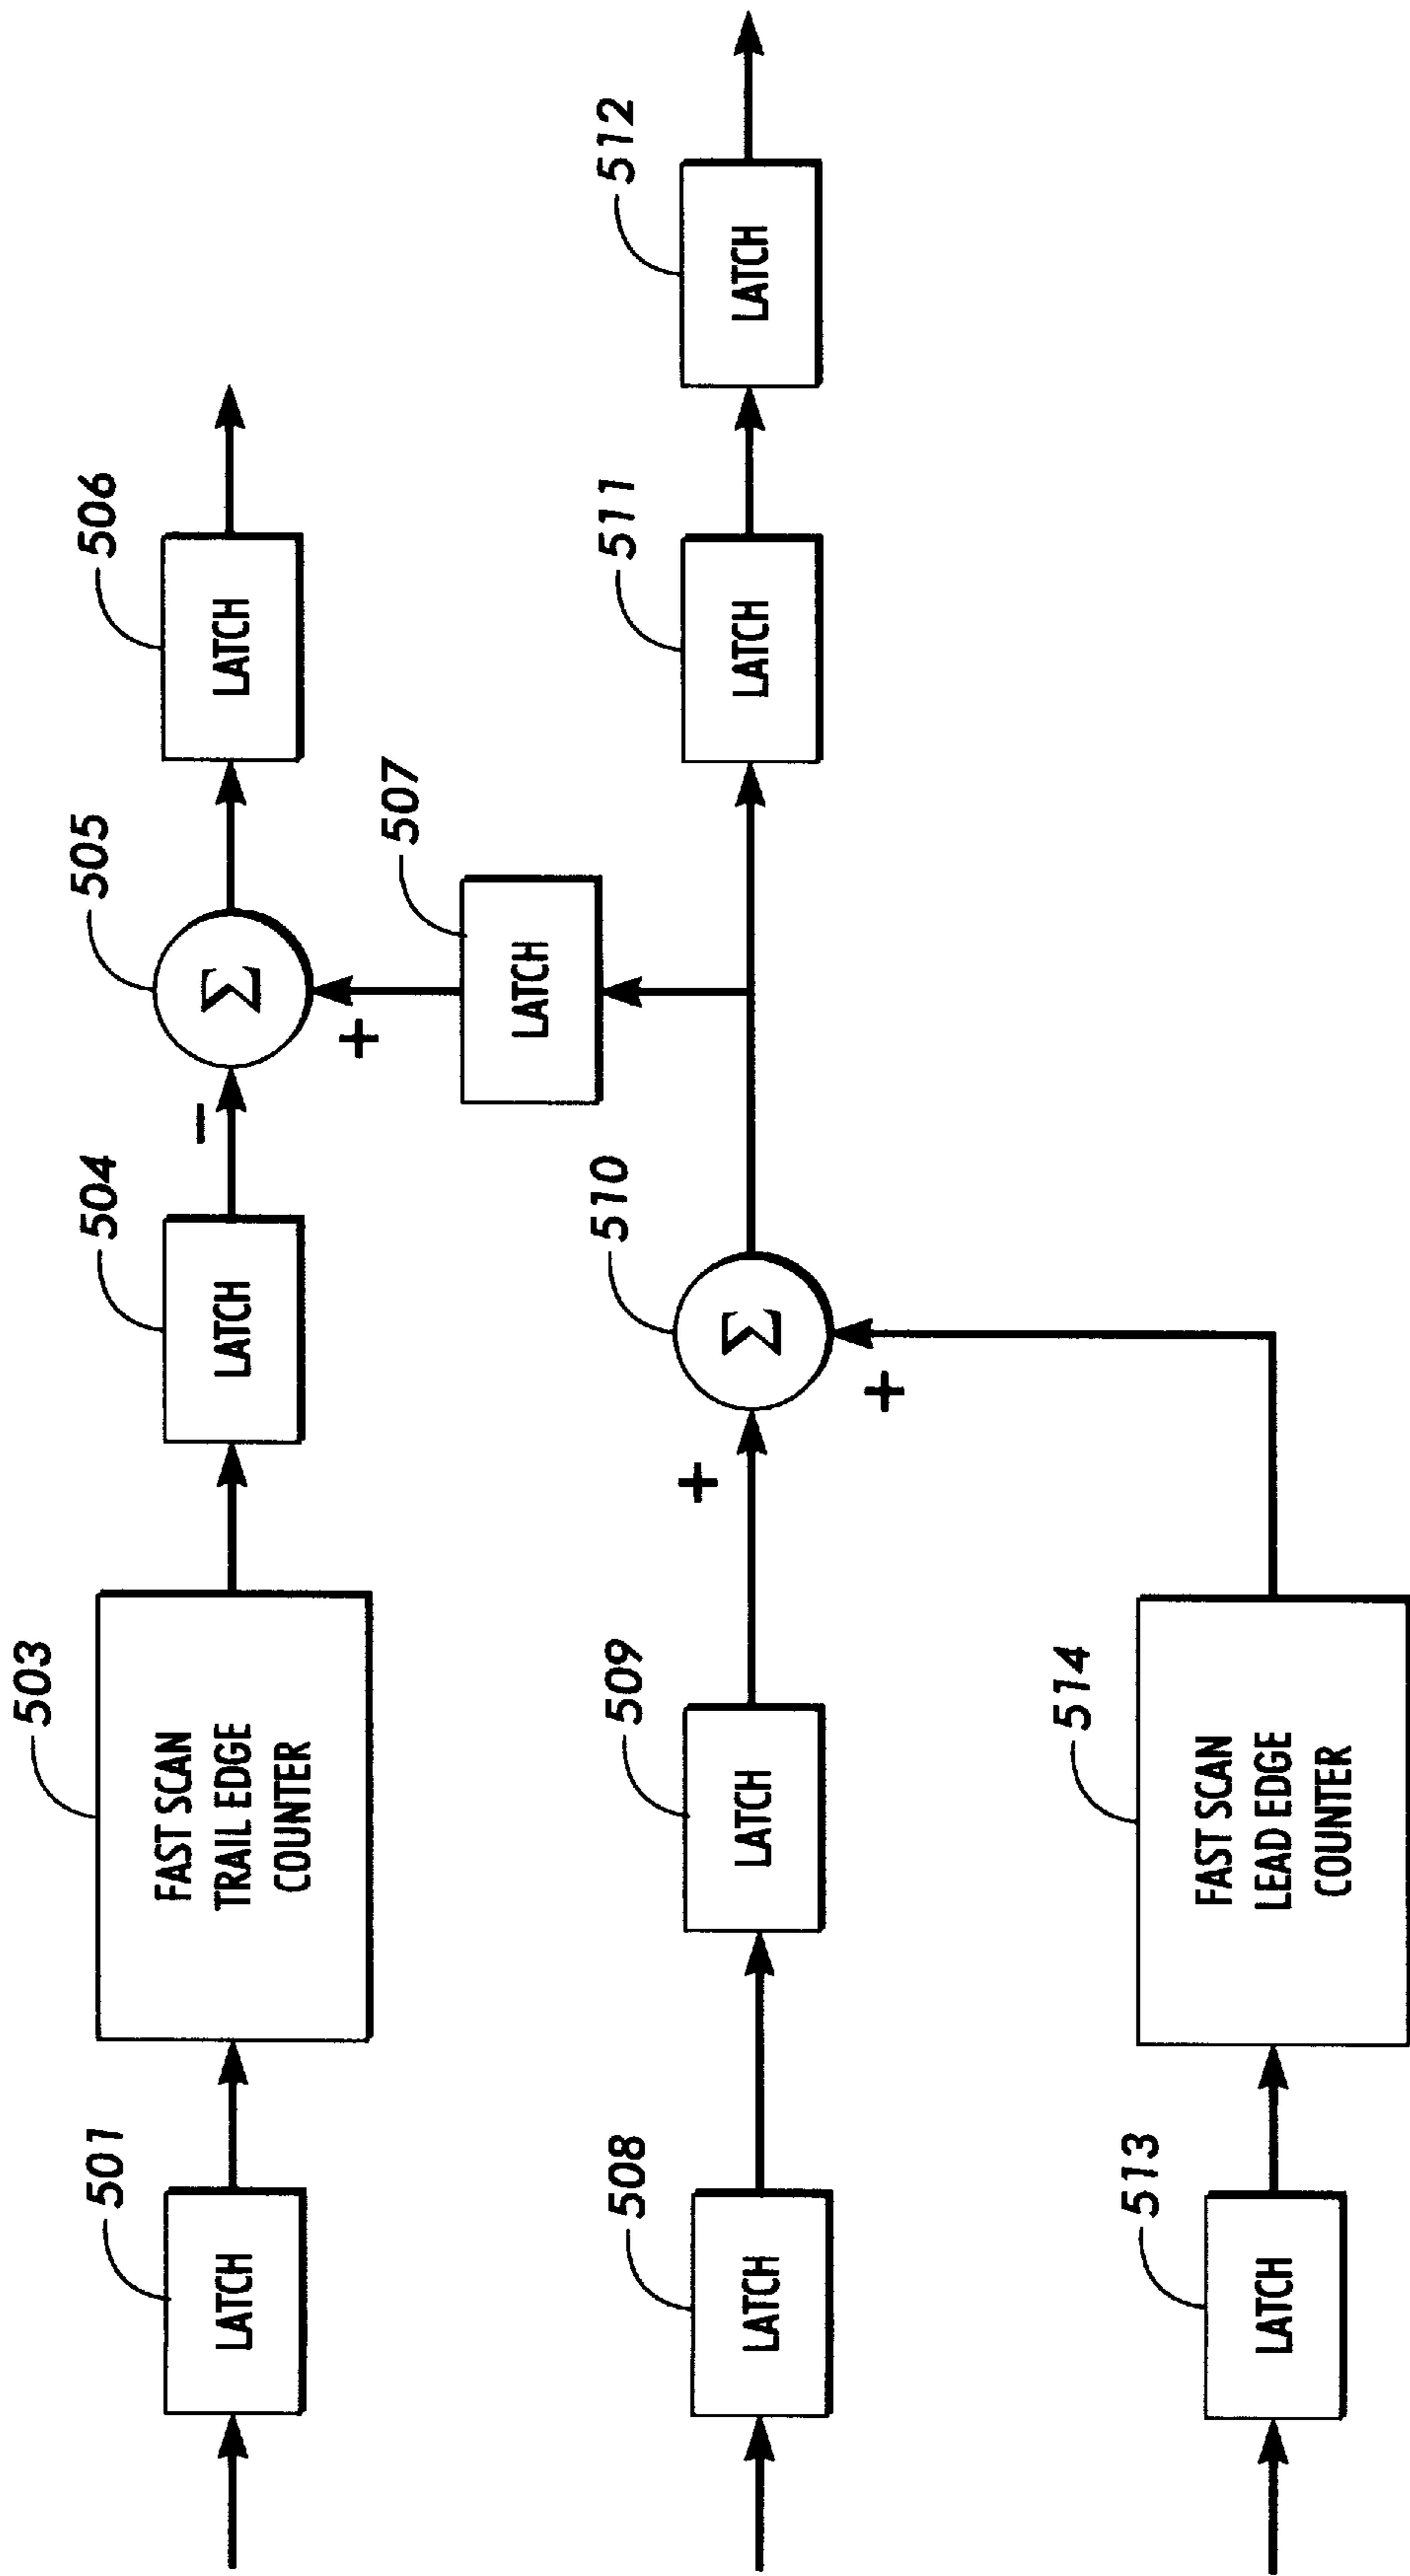 501
LATCH
503
FAST SCAN
TRAIL EDGE
COUNTER
504
LATCH
-
505
Σ
+
506
LATCH
507
LATCH
508
LATCH
509
LATCH
+
510
Σ
+
511
LATCH
512
LATCH
513
LATCH
514
FAST SCAN
LEAD EDGE
COUNTER